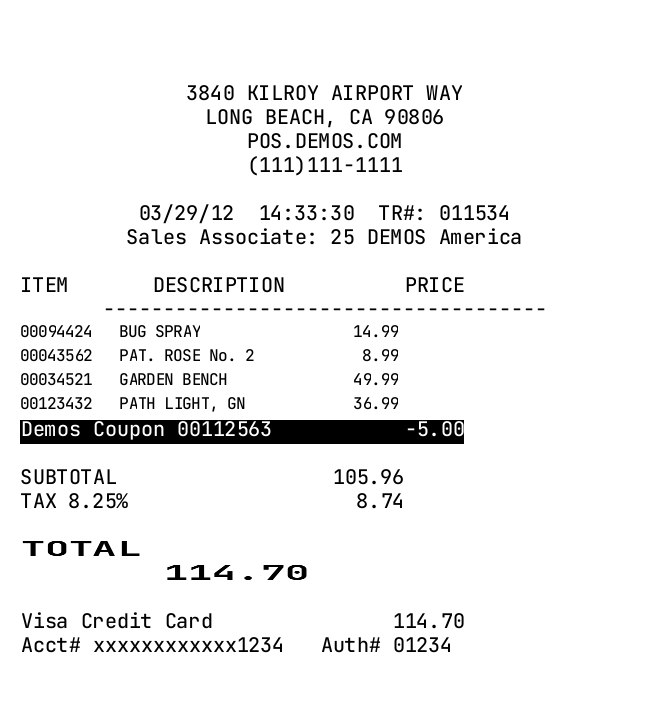 3840 KILROY AIRPORT WAY
LONG BEACH, CA 90806
POS.DEMOS.COM
(111)111-1111
03/29/12 14:33:30 TR#: 011534
Sales Associate: 25 DEMOS America
ITEM DESCRIPTION PRICE
-------------------------------------
00094424 BUG SPRAY 14.99
00043562 PAT. ROSE No. 2 8.99
00034521 GARDEN BENCH 49.99
00123432 PATH LIGHT, GN 36.99
Demos Coupon 00112563 -5.00
SUBTOTAL 105.96
TAX 8.25% 8.74
TOTAL
114.70
Visa Credit Card 114.70
Acct# xxxxxxxxxxxx1234 Auth# 01234